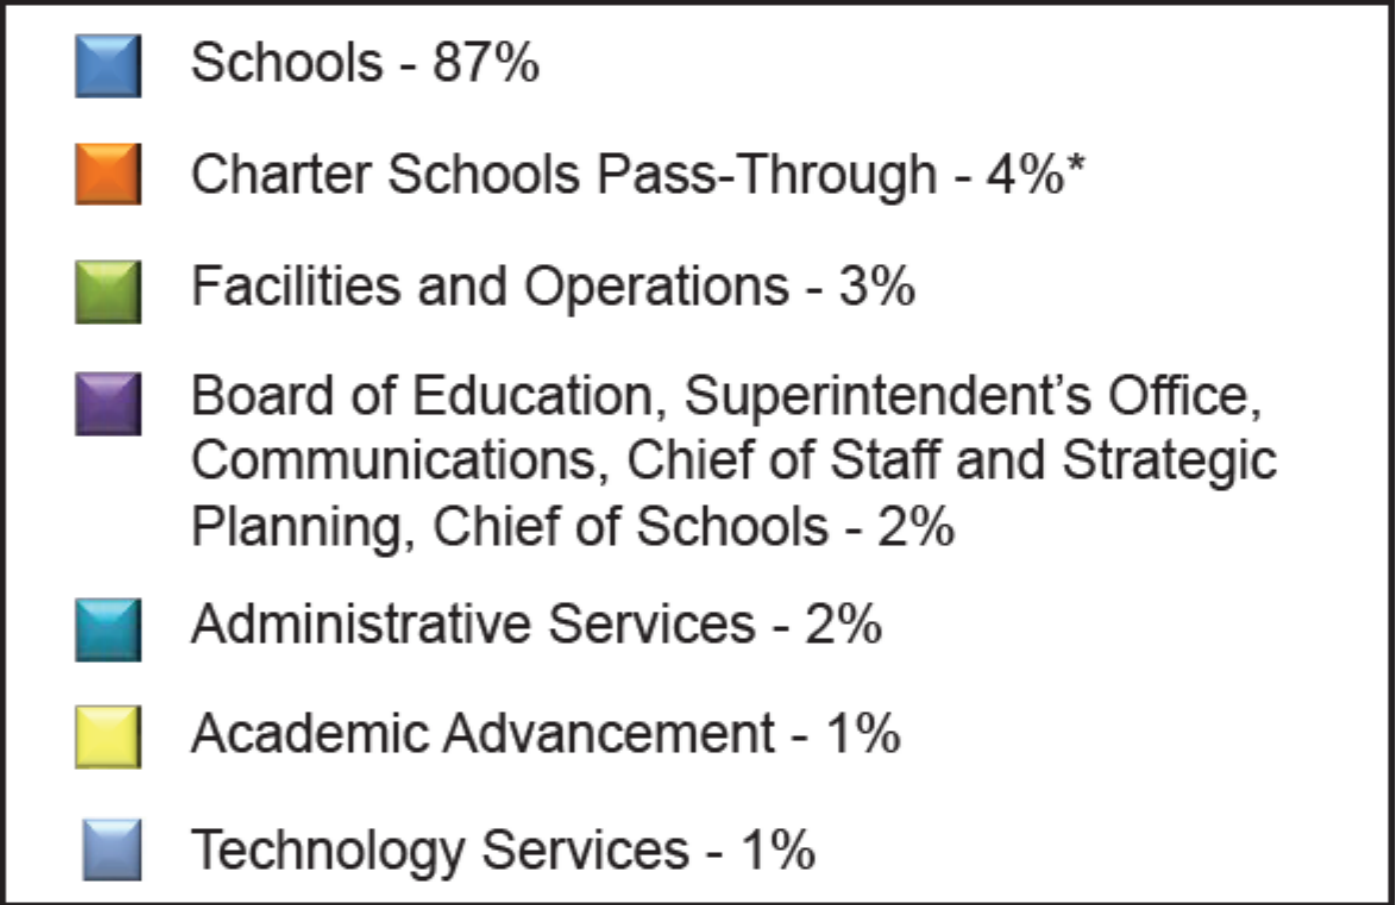 Schools - 87%
Charter Schools Pass-Through - 4%*
Facilities and Operations - 3%
Board of Education, Superintendent’s Office,
Communications, Chief of Staff and Strategic
Planning, Chief of Schools - 2%
Administrative Services - 2%
Academic Advancement - 1%
Technology Services - 1%